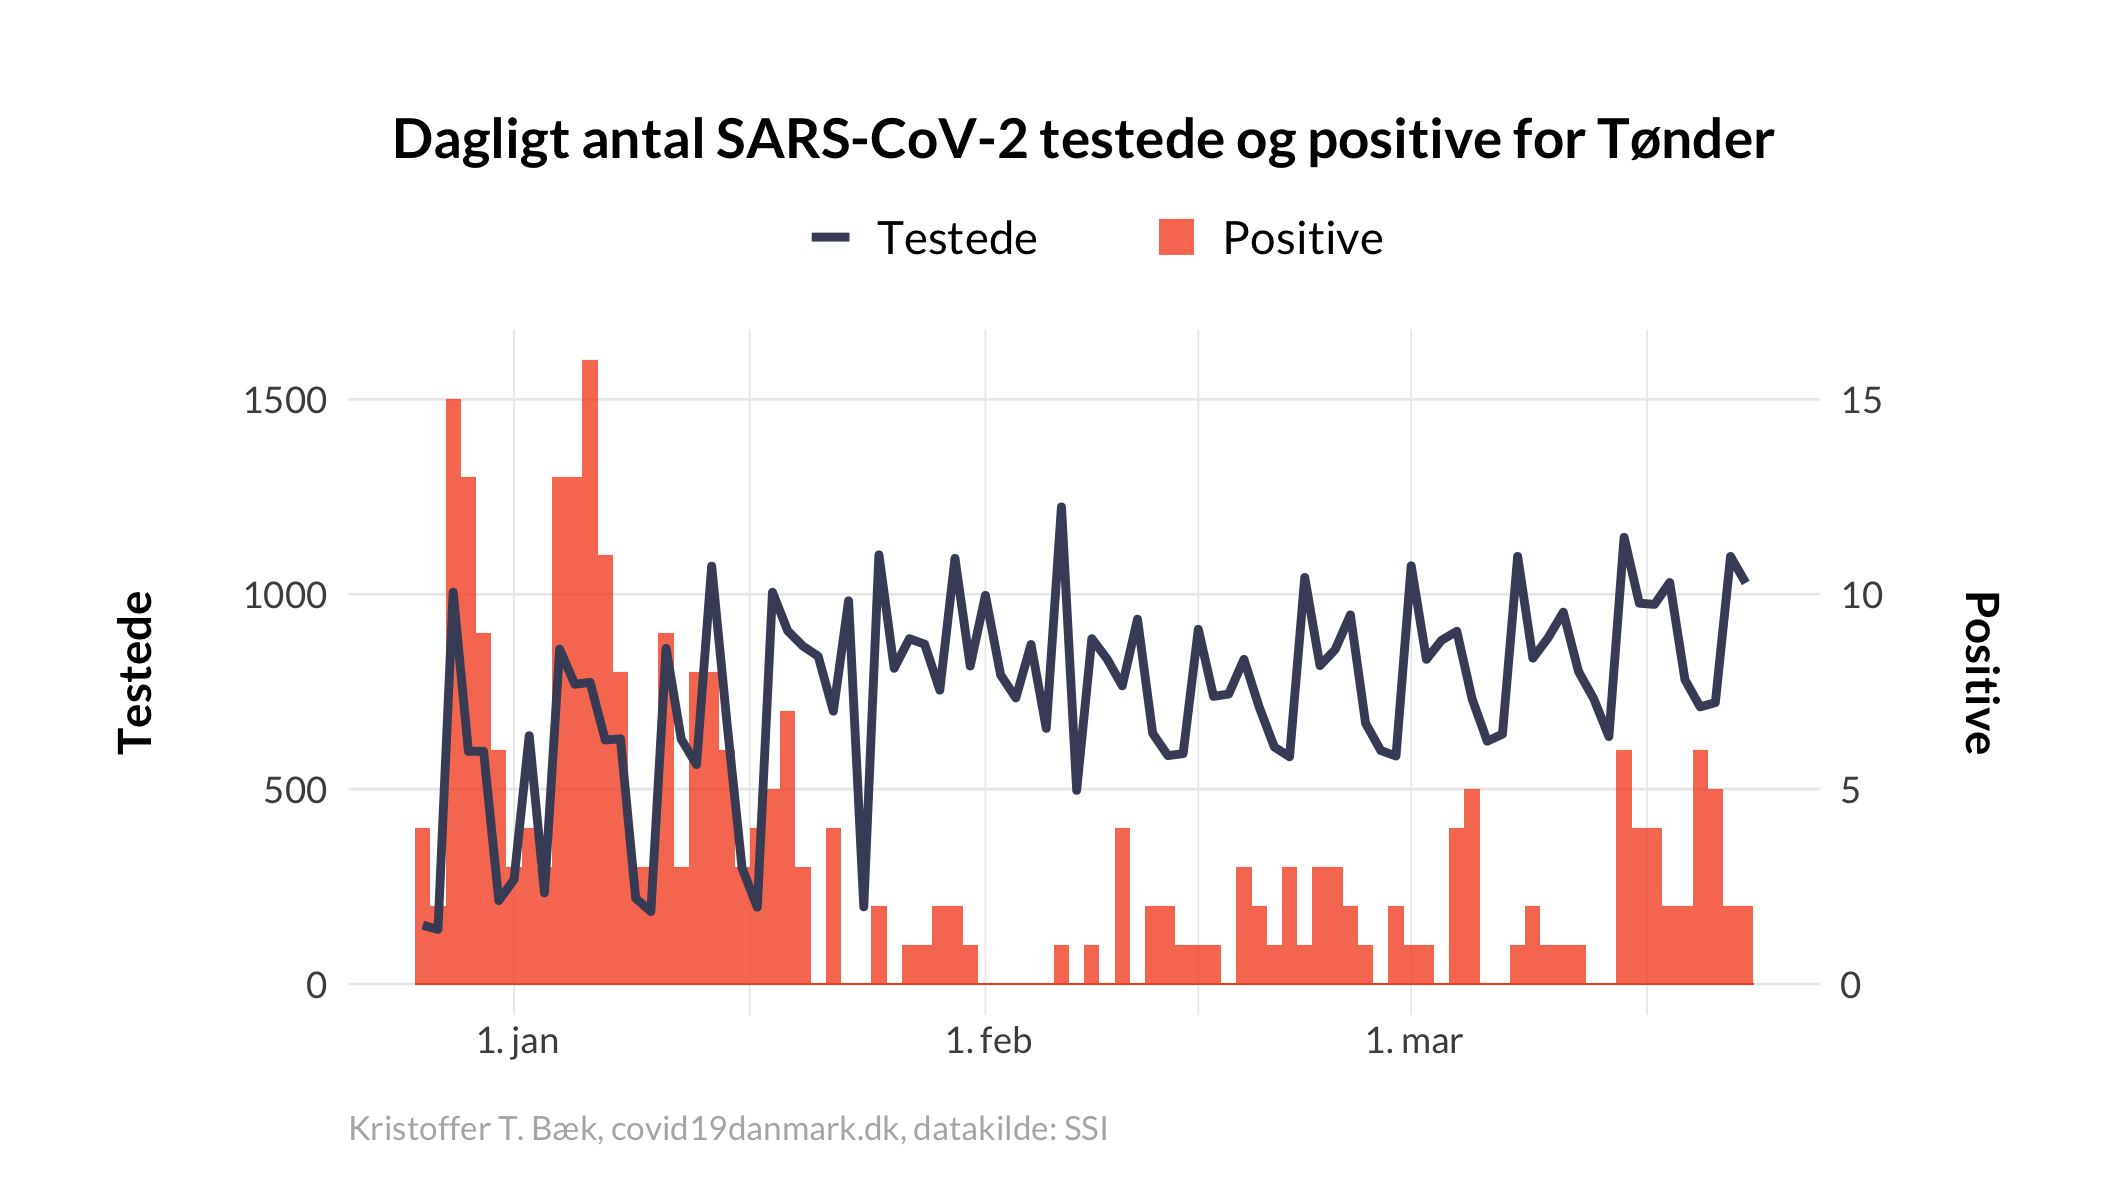 Dagligt antal SARS-CoV-2 testede og positive for Tønder
Testede
Positive
1500
1000
500
0
15
10
5
0
Testede
Positive
1. jan
1. feb
1. mar
Kristoffer T. Bæk, covid19danmark.dk, datakilde: SSI